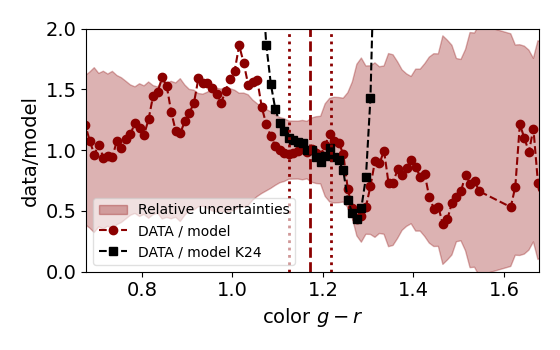 2.0
1.5
1.0
0.5
0.0
data/model
Relative uncertainties
DATA / model
DATA / model K24
0.8 1.0 1.2 1.4 1.6
color g − r